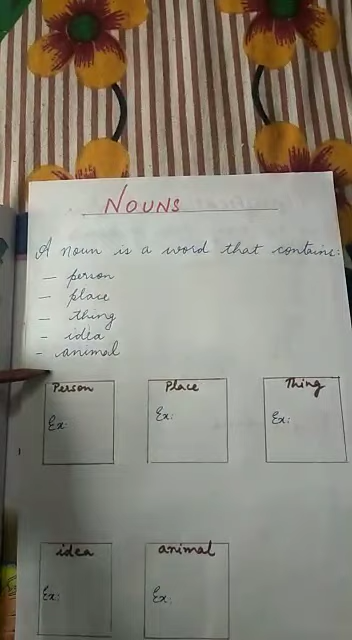 NOUNS
A noun is a word that contains:
– person
– place
– thing
– idea
– animal
Person Place Thing
Ex: Ex: Ex:
idea animal
Ex: Ex: